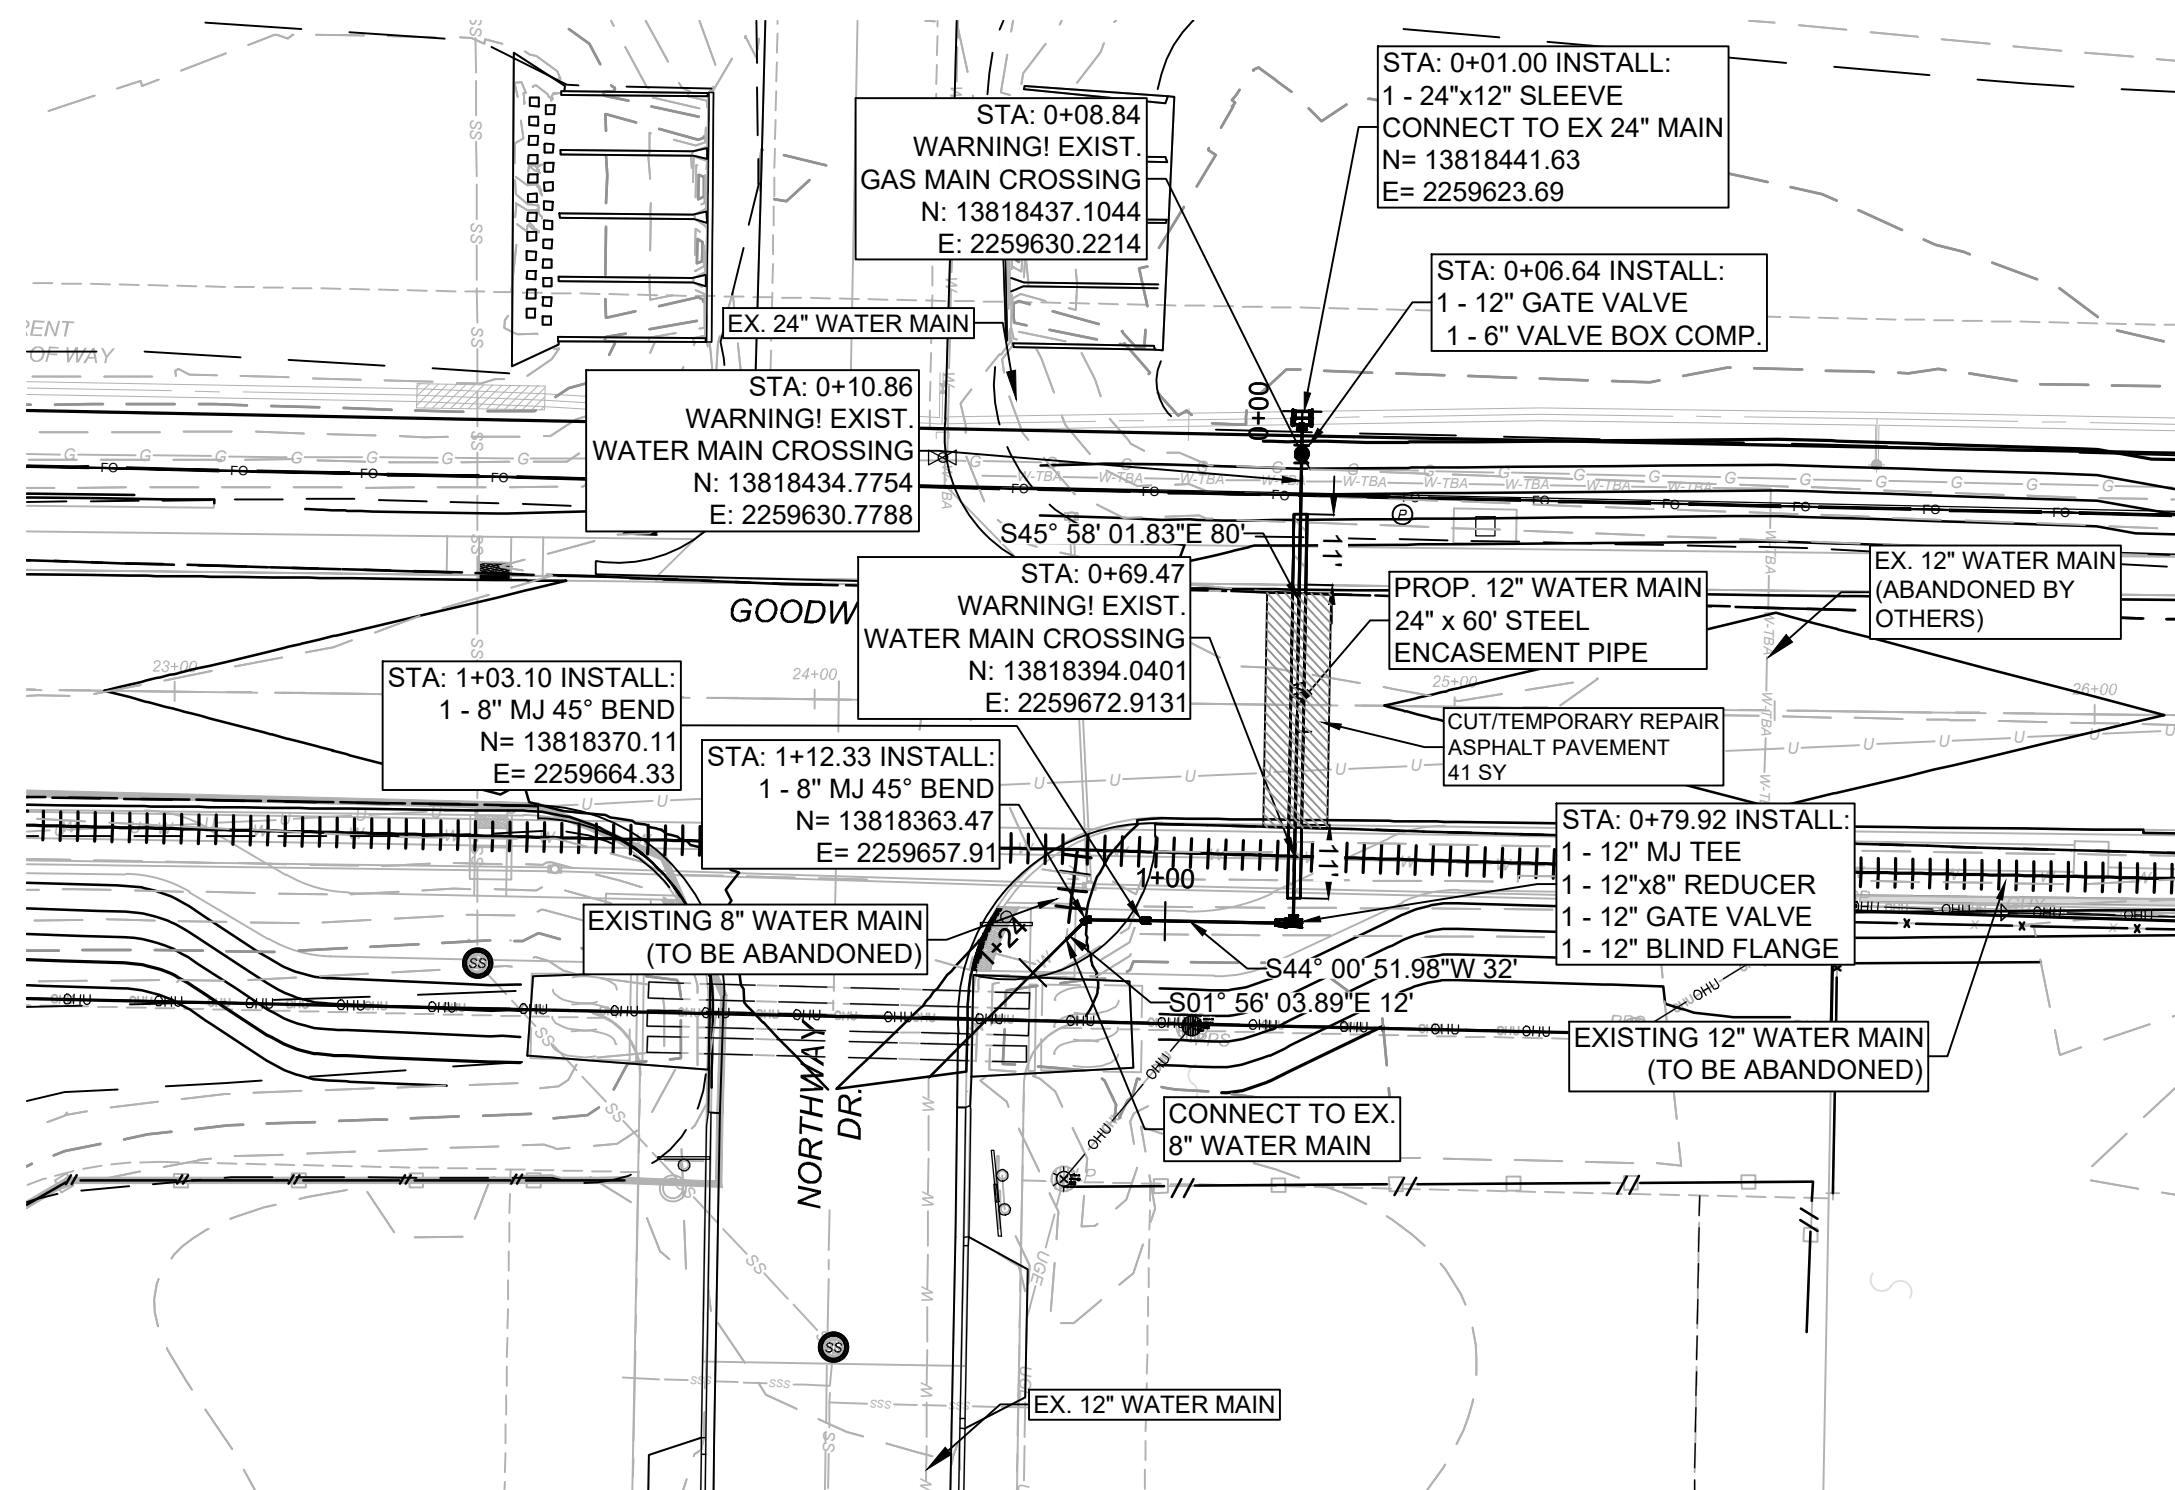 STA: 0+01.00 INSTALL:
1 - 24"x12" SLEEVE
CONNECT TO EX 24" MAIN
N= 13818441.63
E= 2259623.69
STA: 0+08.84
WARNING! EXIST.
GAS MAIN CROSSING
N: 13818437.1044
E: 2259630.2214
STA: 0+06.64 INSTALL:
1 - 12" GATE VALVE
1 - 6" VALVE BOX COMP.
EX. 24" WATER MAIN
OF WAY
STA: 0+10.86
WARNING! EXIST.
WATER MAIN CROSSING
N: 13818434.7754
E: 2259630.7788
0+00
S45° 58' 01.83"E 80'
11'
STA: 0+69.47
WARNING! EXIST.
WATER MAIN CROSSING
N: 13818394.0401
E: 2259672.9131
PROP. 12" WATER MAIN
24" x 60' STEEL
ENCASEMENT PIPE
EX. 12" WATER MAIN
(ABANDONED BY
OTHERS)
GOODW
23+00
24+00
25+00
26+00
STA: 1+03.10 INSTALL:
1 - 8" MJ 45° BEND
N= 13818370.11
E= 2259664.33
CUT/TEMPORARY REPAIR
ASPHALT PAVEMENT
41 SY
STA: 1+12.33 INSTALL:
1 - 8" MJ 45° BEND
N= 13818363.47
E= 2259657.91
STA: 0+79.92 INSTALL:
1 - 12" MJ TEE
1 - 12"x8" REDUCER
1 - 12" GATE VALVE
1 - 12" BLIND FLANGE
11'
1+00
EXISTING 8" WATER MAIN
(TO BE ABANDONED)
1+24
S44° 00' 51.98"W 32'
S01° 56' 03.89"E 12'
EXISTING 12" WATER MAIN
(TO BE ABANDONED)
NORTHWAY
DR.
CONNECT TO EX.
8" WATER MAIN
EX. 12" WATER MAIN